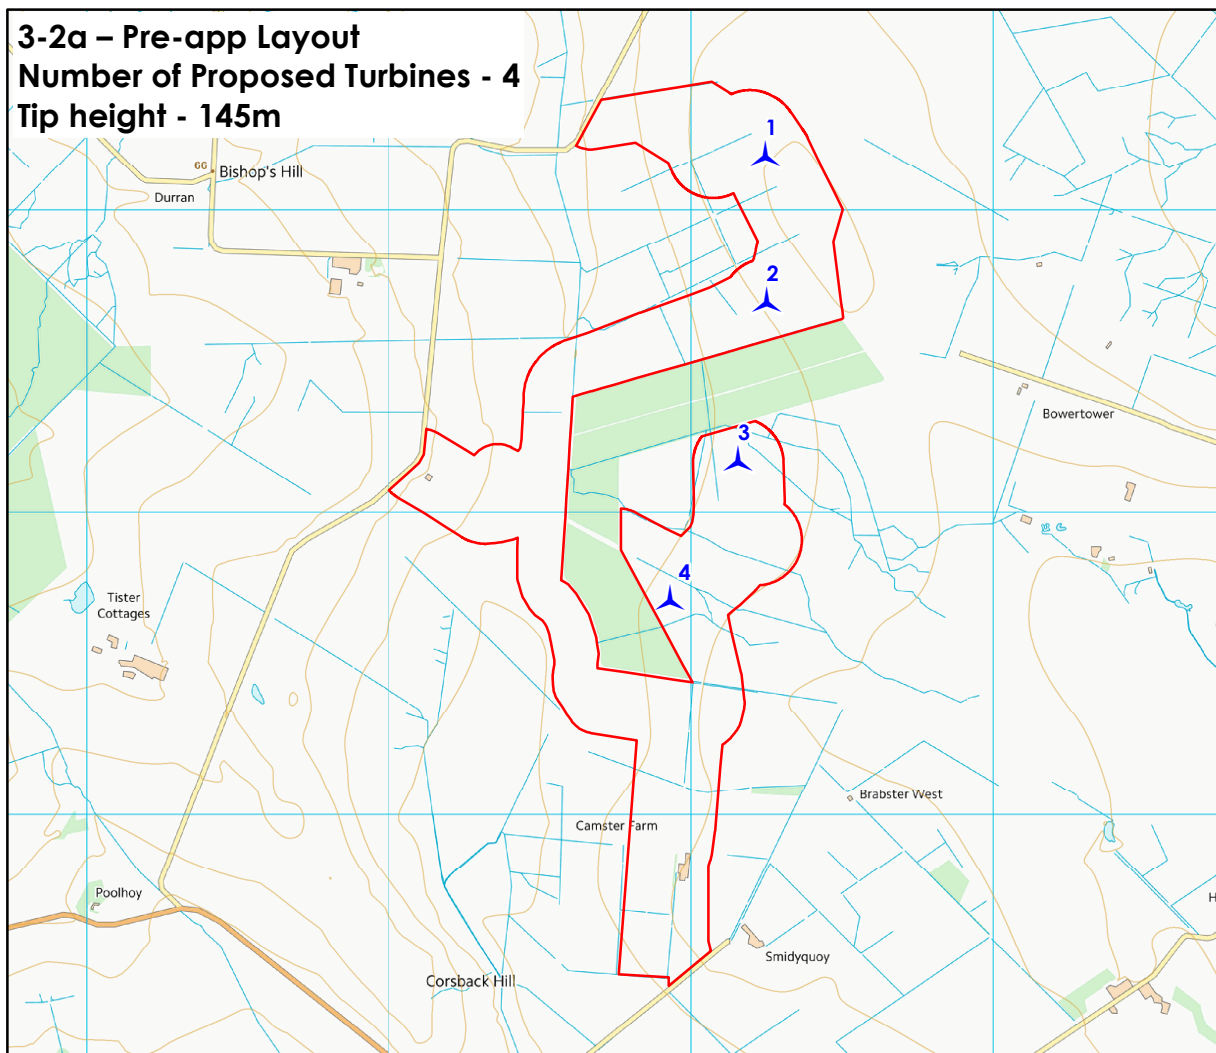 3-2a – Pre-app Layout
Number of Proposed Turbines - 4
Tip height - 145m
1
GG
Bishop's Hill
Durran
2
Bowertower
3
4
Tister
Cottages
Brabster West
Camster Farm
Poolhoy
H
Smidyquoy
Corsback Hill